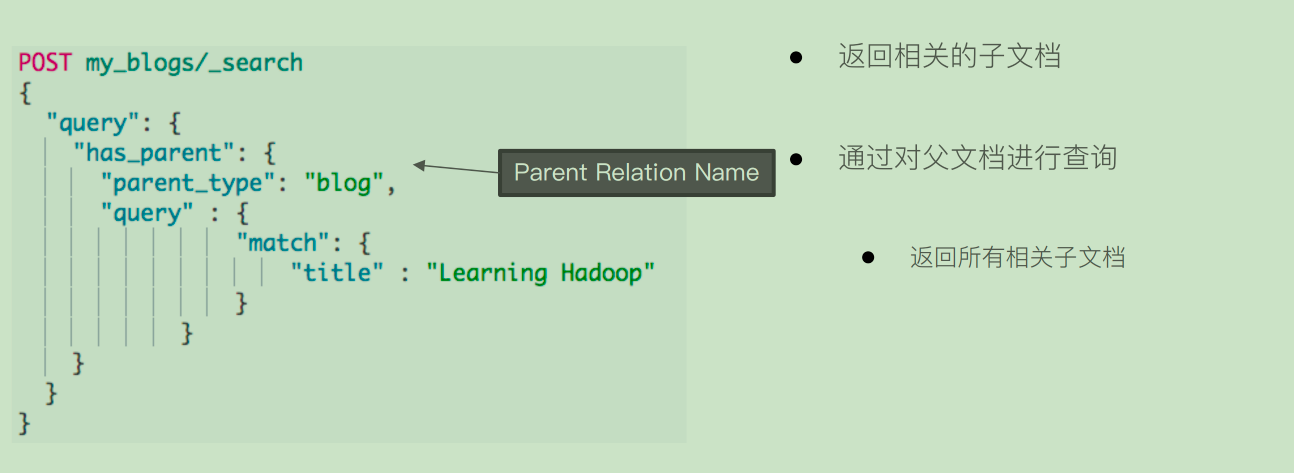 POST my_blogs/_search
{
  "query": {
    "has_parent": {
      "parent_type": "blog",
      "query" : {
                "match": {
                    "title" : "Learning Hadoop"
                }
            }
    }
  }
}
Parent Relation Name
返回相关的子文档
通过对父文档进行查询
返回所有相关子文档